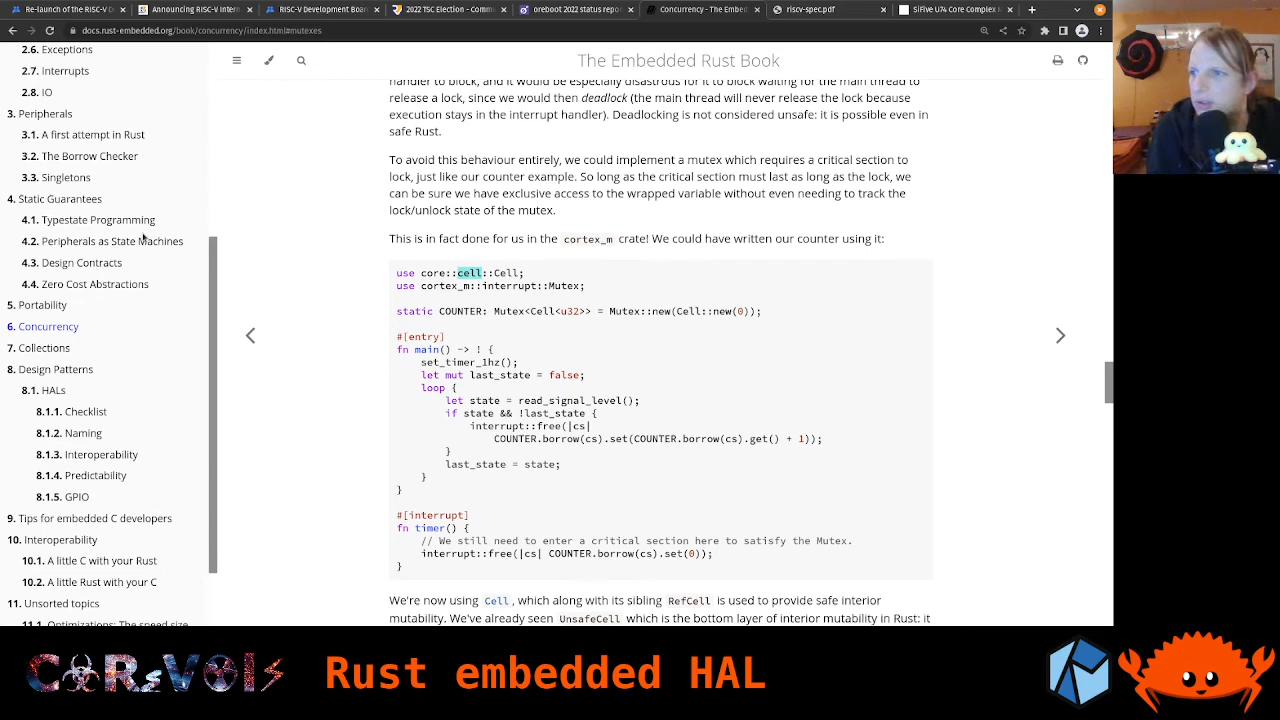 Re-launch of the RISC-V D
Announcing RISC-V Intern
RISC-V Development Boar
2022 TSC Election - Comm
oreboot 2022 status repor
Concurrency - The Embed
riscv-spec.pdf
SiFive U74 Core Complex M
docs.rust-embedded.org/book/concurrency/index.html#mutexes
2.6. Exceptions
2.7. Interrupts
2.8. IO
3. Peripherals
3.1. A first attempt in Rust
3.2. The Borrow Checker
3.3. Singletons
4. Static Guarantees
4.1. Typestate Programming
4.2. Peripherals as State Machines
4.3. Design Contracts
4.4. Zero Cost Abstractions
5. Portability
6. Concurrency
7. Collections
8. Design Patterns
8.1. HALs
8.1.1. Checklist
8.1.2. Naming
8.1.3. Interoperability
8.1.4. Predictability
8.1.5. GPIO
9. Tips for embedded C developers
10. Interoperability
10.1. A little C with your Rust
10.2. A little Rust with your C
11. Unsorted topics
11.1. Optimizations: The speed size
The Embedded Rust Book
handler to block, and it would be especially disastrous for it to block waiting for the main thread to
release a lock, since we would then deadlock (the main thread will never release the lock because
execution stays in the interrupt handler). Deadlocking is not considered unsafe: it is possible even in
safe Rust.
To avoid this behaviour entirely, we could implement a mutex which requires a critical section to
lock, just like our counter example. So long as the critical section must last as long as the lock, we
can be sure we have exclusive access to the wrapped variable without even needing to track the
lock/unlock state of the mutex.
This is in fact done for us in the cortex_m crate! We could have written our counter using it:
use core::cell::Cell;
use cortex_m::interrupt::Mutex;
static COUNTER: Mutex<Cell<u32>> = Mutex::new(Cell::new(0));
#[entry]
fn main() -> ! {
set_timer_1hz();
let mut last_state = false;
loop {
let state = read_signal_level();
if state && !last_state {
interrupt::free(|cs|
COUNTER.borrow(cs).set(COUNTER.borrow(cs).get() + 1));
}
last_state = state;
}
}
#[interrupt]
fn timer() {
// We still need to enter a critical section here to satisfy the Mutex.
interrupt::free(|cs| COUNTER.borrow(cs).set(0));
}
We're now using Cell, which along with its sibling RefCell is used to provide safe interior
mutability. We've already seen UnsafeCell which is the bottom layer of interior mutability in Rust: it
Rust embedded HAL